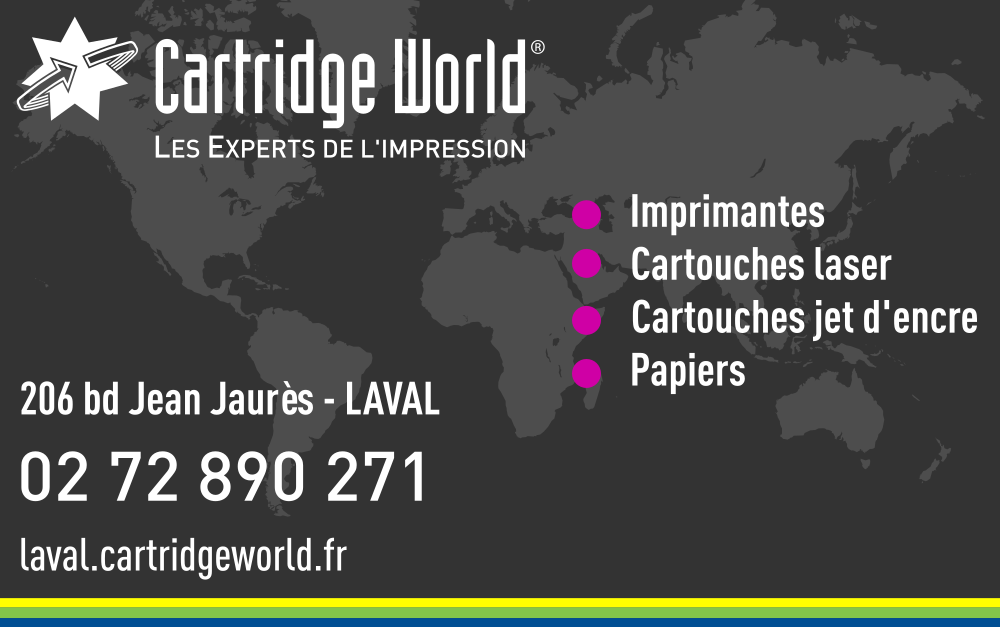 Cartridge World®
LES EXPERTS DE L'IMPRESSION
Imprimantes
Cartouches laser
Cartouches jet d'encre
Papiers
206 bd Jean Jaurès - LAVAL
02 72 890 271
laval.cartridgeworld.fr